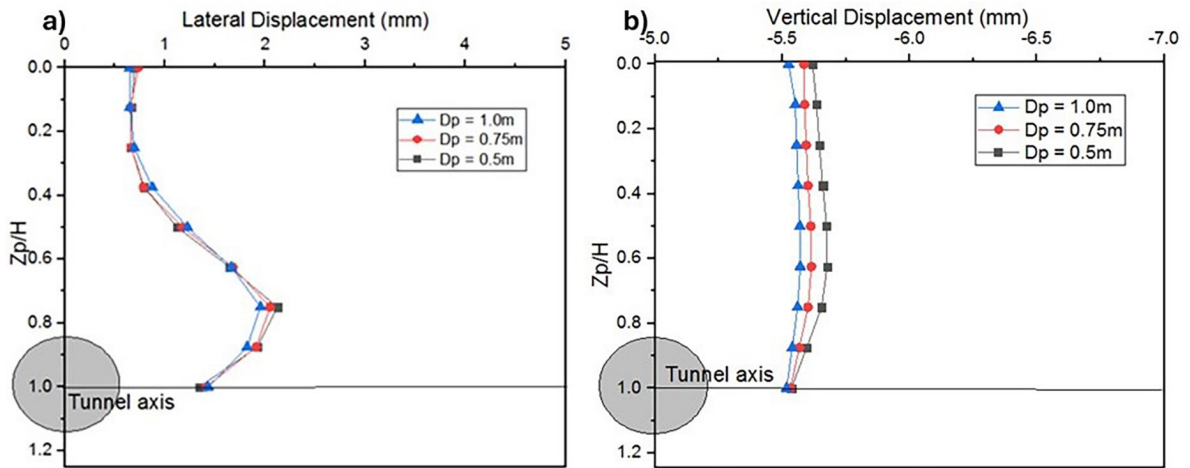 a)
Lateral Displacement (mm)
0 1 2 3 4 5
0.0
0.2
0.4
0.6
0.8
1.0
1.2
Zp/H
Dp = 1.0m
Dp = 0.75m
Dp = 0.5m
Tunnel axis
b)
Vertical Displacement (mm)
-5.0 -5.5 -6.0 -6.5 -7.0
0.0
0.2
0.4
0.6
0.8
1.0
1.2
Zp/H
Dp = 1.0m
Dp = 0.75m
Dp = 0.5m
Tunnel axis